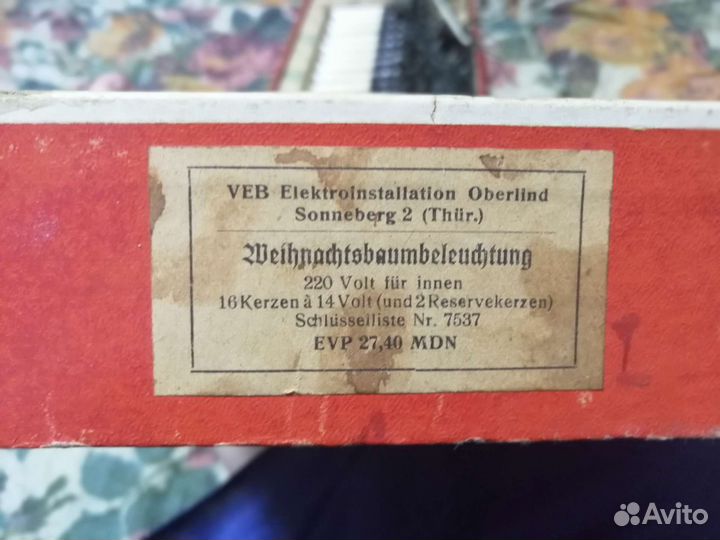 VEB Elektroinstallation Oberlind
Sonneberg 2 (Thür.)
Weihnachtsbaumbeleuchtung
220 Volt für innen
16 Kerzen à 14 Volt (und 2 Reservekerzen)
Schlüsselliste Nr. 7537
EVP 27,40 MDN
Avito